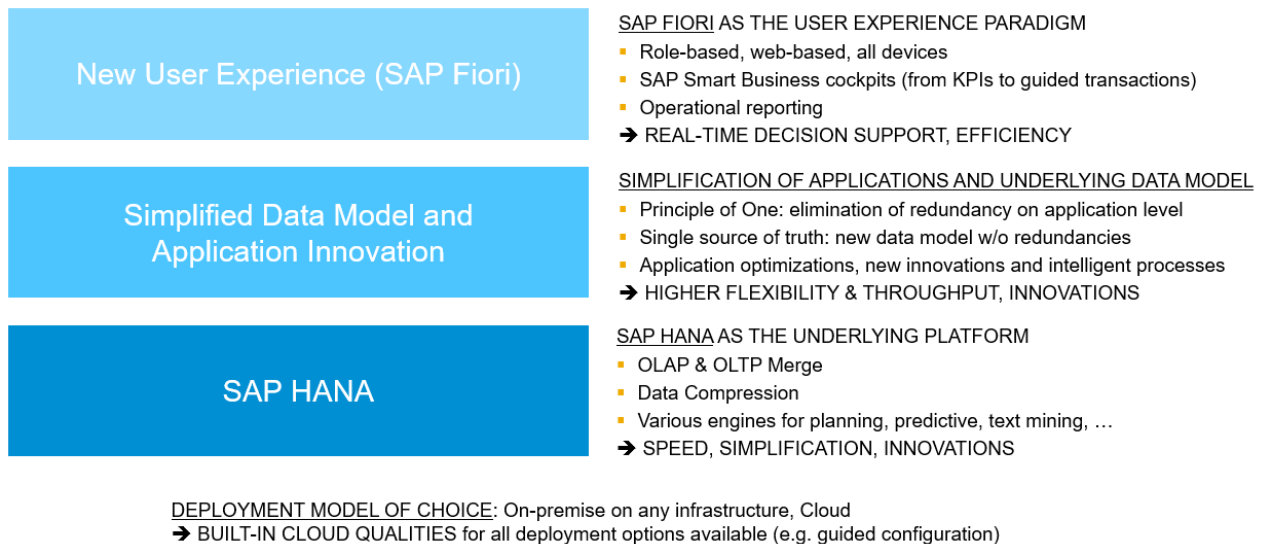 New User Experience (SAP Fiori)
SAP FIORI AS THE USER EXPERIENCE PARADIGM
▪ Role-based, web-based, all devices
▪ SAP Smart Business cockpits (from KPIs to guided transactions)
▪ Operational reporting
➔ REAL-TIME DECISION SUPPORT, EFFICIENCY
Simplified Data Model and
Application Innovation
SIMPLIFICATION OF APPLICATIONS AND UNDERLYING DATA MODEL
▪ Principle of One: elimination of redundancy on application level
▪ Single source of truth: new data model w/o redundancies
▪ Application optimizations, new innovations and intelligent processes
➔ HIGHER FLEXIBILITY & THROUGHPUT, INNOVATIONS
SAP HANA
SAP HANA AS THE UNDERLYING PLATFORM
▪ OLAP & OLTP Merge
▪ Data Compression
▪ Various engines for planning, predictive, text mining, …
➔ SPEED, SIMPLIFICATION, INNOVATIONS
DEPLOYMENT MODEL OF CHOICE: On-premise on any infrastructure, Cloud
➔ BUILT-IN CLOUD QUALITIES for all deployment options available (e.g. guided configuration)